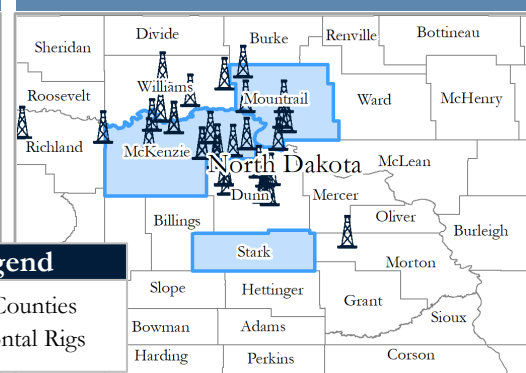 Divide
Burke
Renville
Bottineau
Sheridan
Williams
Mountrail
Ward
McHenry
Roosevelt
Richland
McKenzie
North Dakota
McLean
Dunn
Mercer
Oliver
Billings
Burleigh
Stark
Morton
gend
Slope
Hettinger
Grant
Counties
Sioux
ntal Rigs
Bowman
Adams
Harding
Perkins
Corson